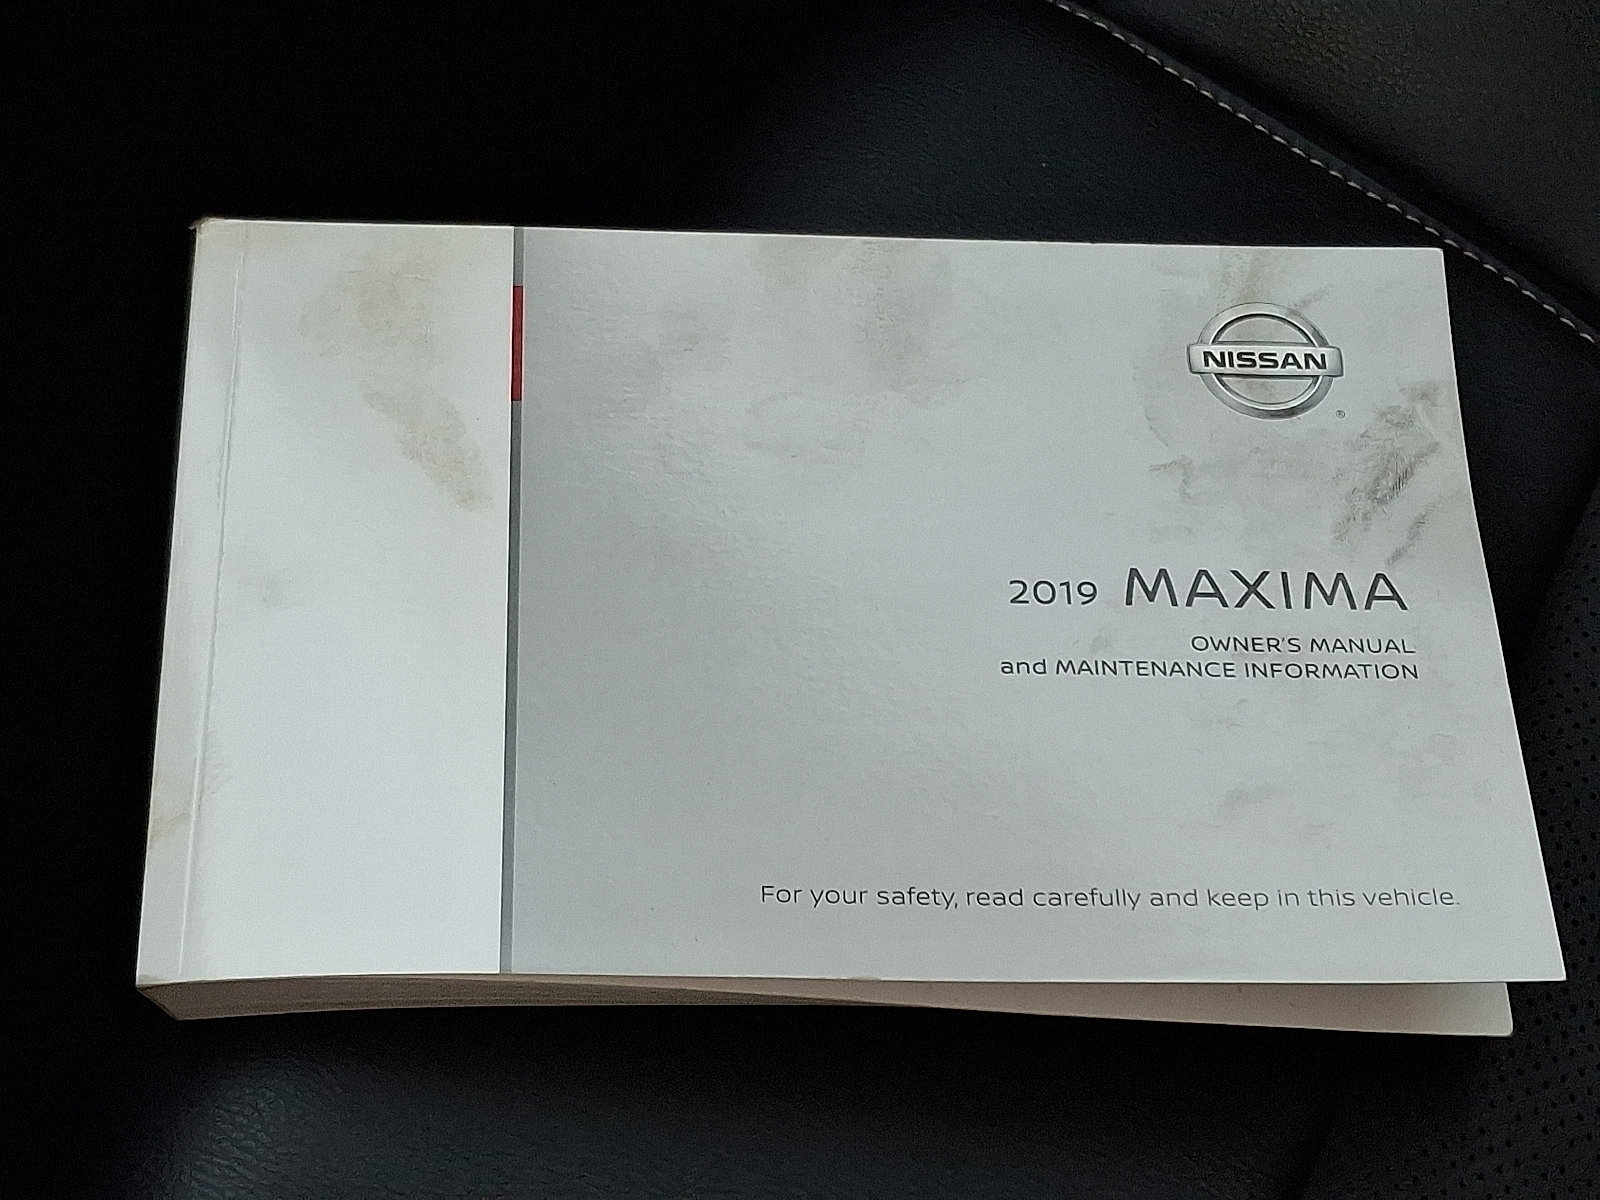 NISSAN
®
2019 MAXIMA
OWNER'S MANUAL
and MAINTENANCE INFORMATION
For your safety, read carefully and keep in this vehicle.